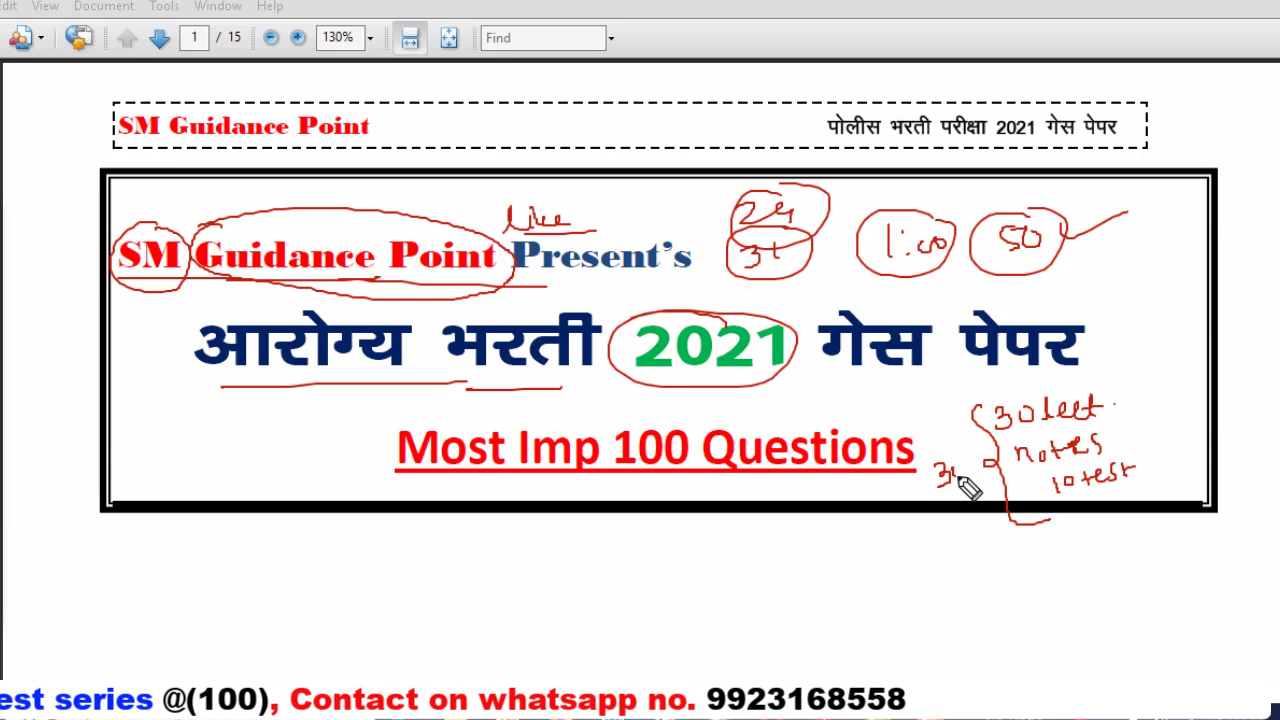 dit View Document Tools Window Help
1 / 15 130% Find
SM Guidance Point पोलीस भरती परीक्षा 2021 गेस पेपर
live
24
31
1:00
50
SM Guidance Point Present's
आरोग्य भरती 2021 गेस पेपर
30 lect.
Most Imp 100 Questions
notes
10 test
est series @(100), Contact on whatsapp no. 9923168558